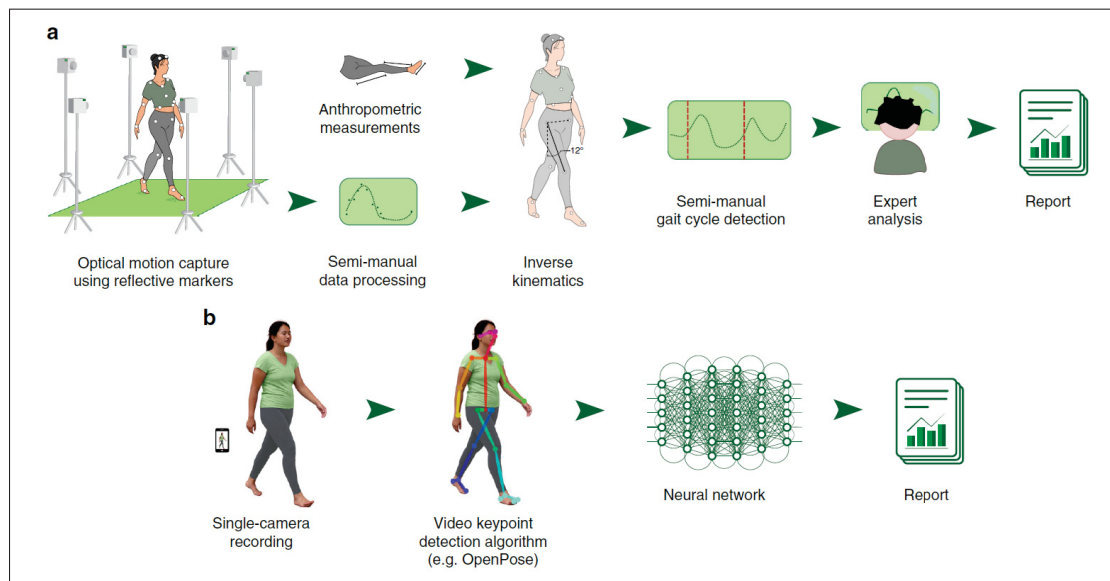 a
Anthropometric
measurements
12°
Optical motion capture
using reflective markers
Semi-manual
data processing
Inverse
kinematics
Semi-manual
gait cycle detection
Expert
analysis
Report
b
Single-camera
recording
Video keypoint
detection algorithm
(e.g. OpenPose)
Neural network
Report